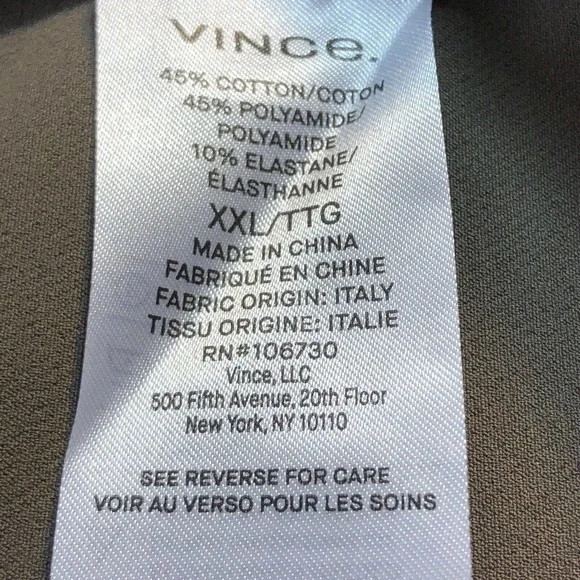 VINCe.
45% COTTON/COTON
45% POLYAMIDE/
POLYAMIDE
10% ELASTANE/
ÉLASTHANNE
XXL/TTG
MADE IN CHINA
FABRIQUÉ EN CHINE
FABRIC ORIGIN: ITALY
TISSU ORIGINE: ITALIE
RN#106730
Vince, LLC
500 Fifth Avenue, 20th Floor
New York, NY 10110
SEE REVERSE FOR CARE
VOIR AU VERSO POUR LES SOINS